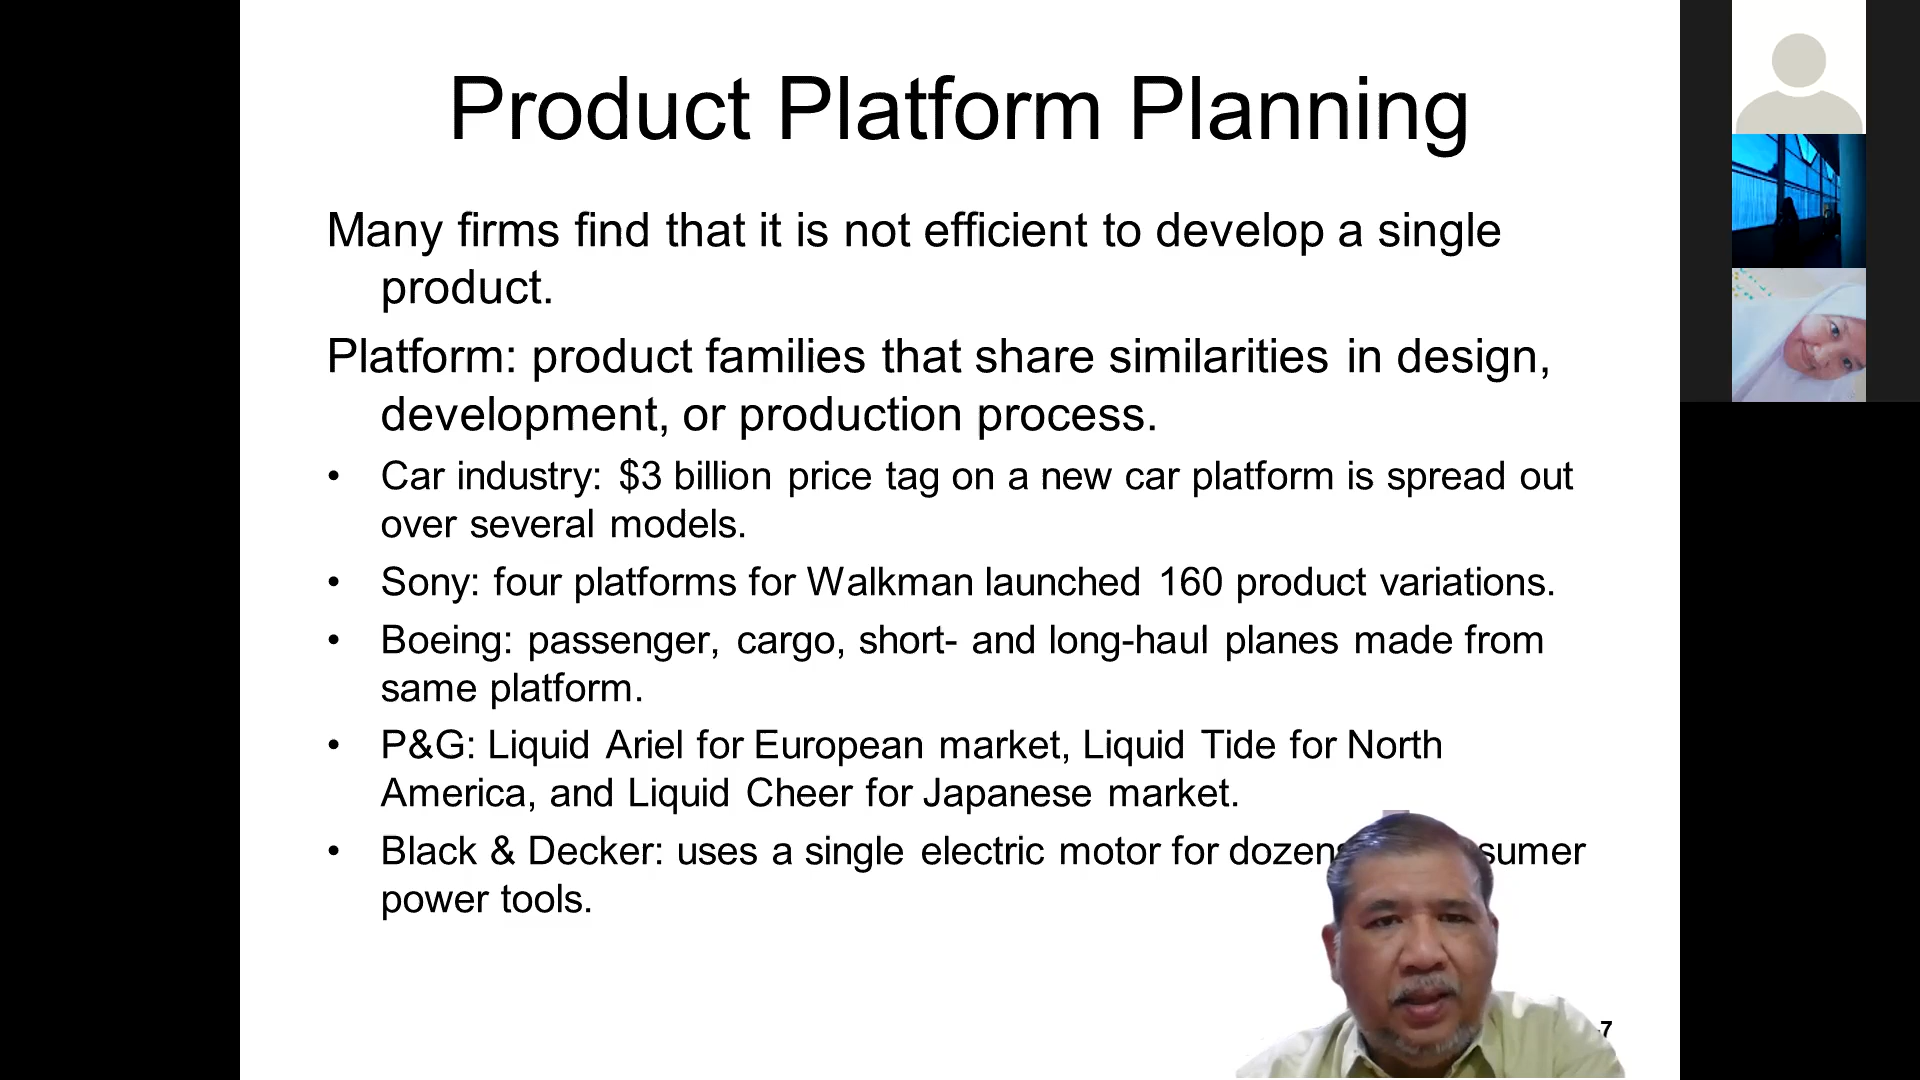 Product Platform Planning
Many firms find that it is not efficient to develop a single
product.
Platform: product families that share similarities in design,
development, or production process.
• Car industry: $3 billion price tag on a new car platform is spread out
over several models.
• Sony: four platforms for Walkman launched 160 product variations.
• Boeing: passenger, cargo, short- and long-haul planes made from
same platform.
• P&G: Liquid Ariel for European market, Liquid Tide for North
America, and Liquid Cheer for Japanese market.
• Black & Decker: uses a single electric motor for dozens sumer
power tools.
-7